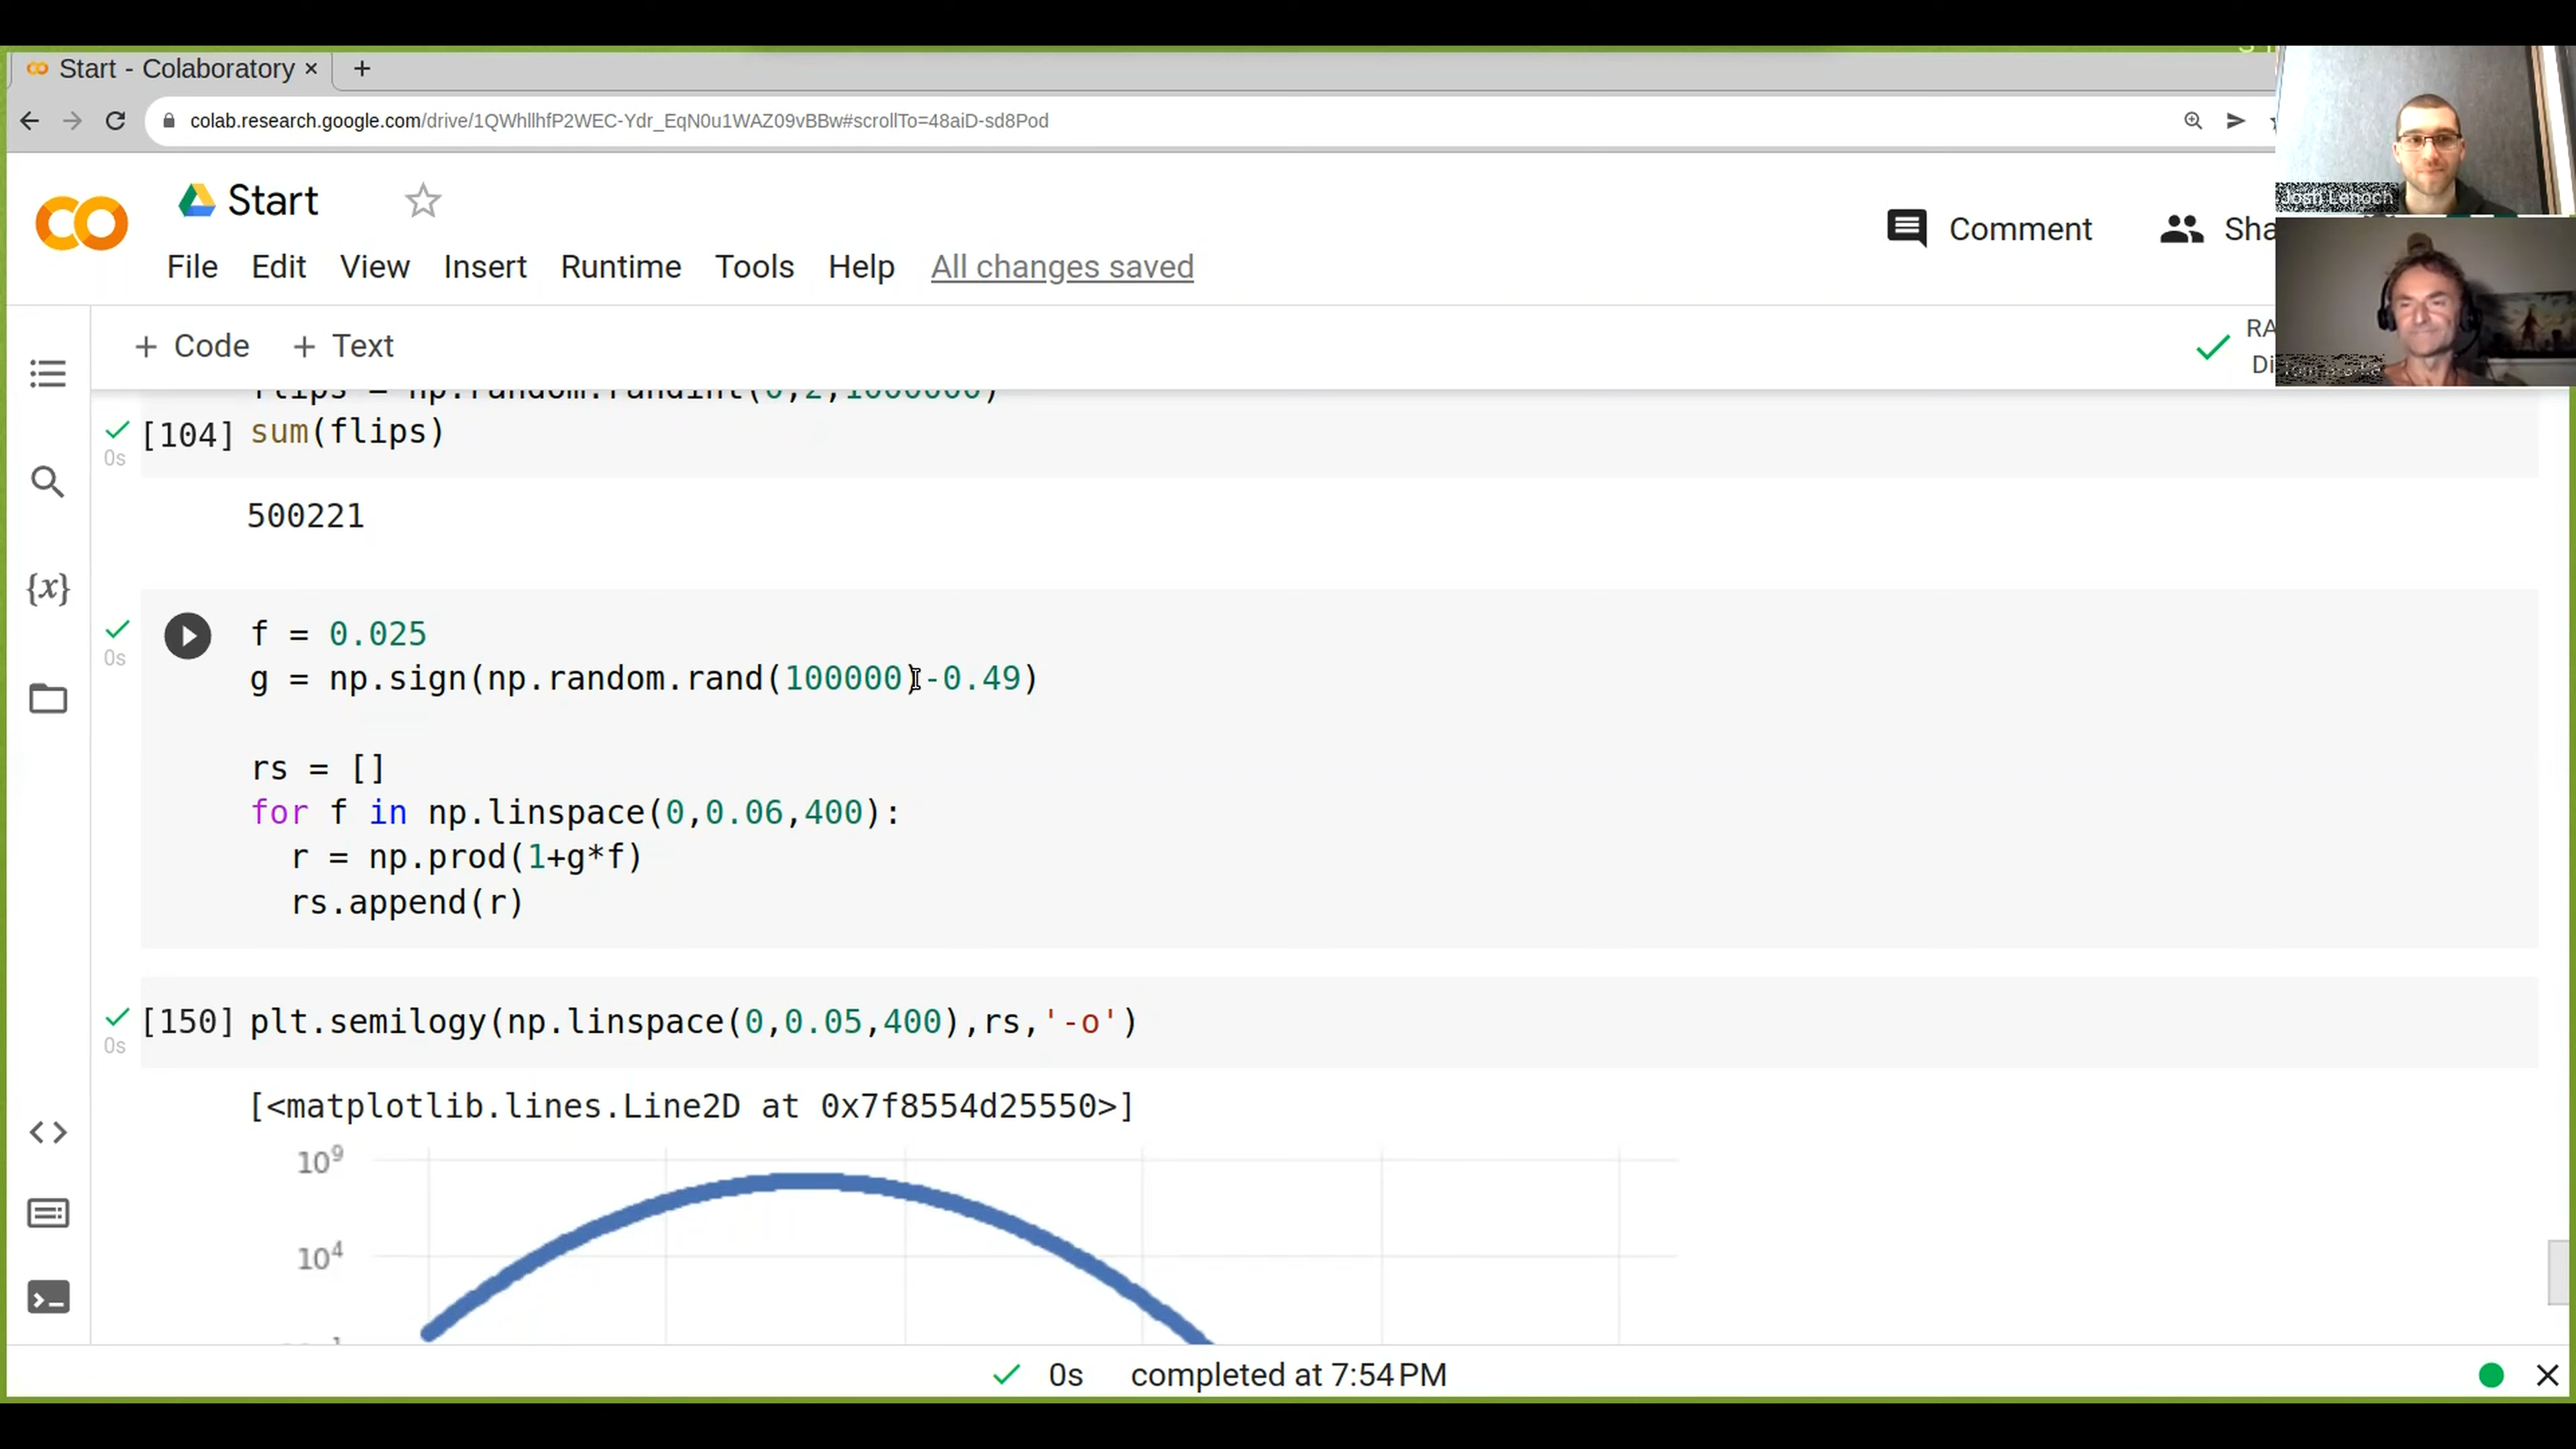 Start - Colaboratory
colab.research.google.com/drive/1QWhllhfP2WEC-Ydr_EqN0u1WAZ09vBBw#scrollTo=48aiD-sd8Pod
Start
File Edit View Insert Runtime Tools Help All changes saved
Comment
Sha
+ Code + Text
RA
Di
flips = np.random.randint(0,2,1000000)
[104] sum(flips)
0s
500221
f = 0.025
0s
g = np.sign(np.random.rand(100000)-0.49)
{x}
rs = []
for f in np.linspace(0,0.06,400):
r = np.prod(1+g*f)
rs.append(r)
[150] plt.semilogy(np.linspace(0,0.05,400),rs,'-o')
0s
[<matplotlib.lines.Line2D at 0x7f8554d25550>]
10⁹
10⁴
0s completed at 7:54 PM